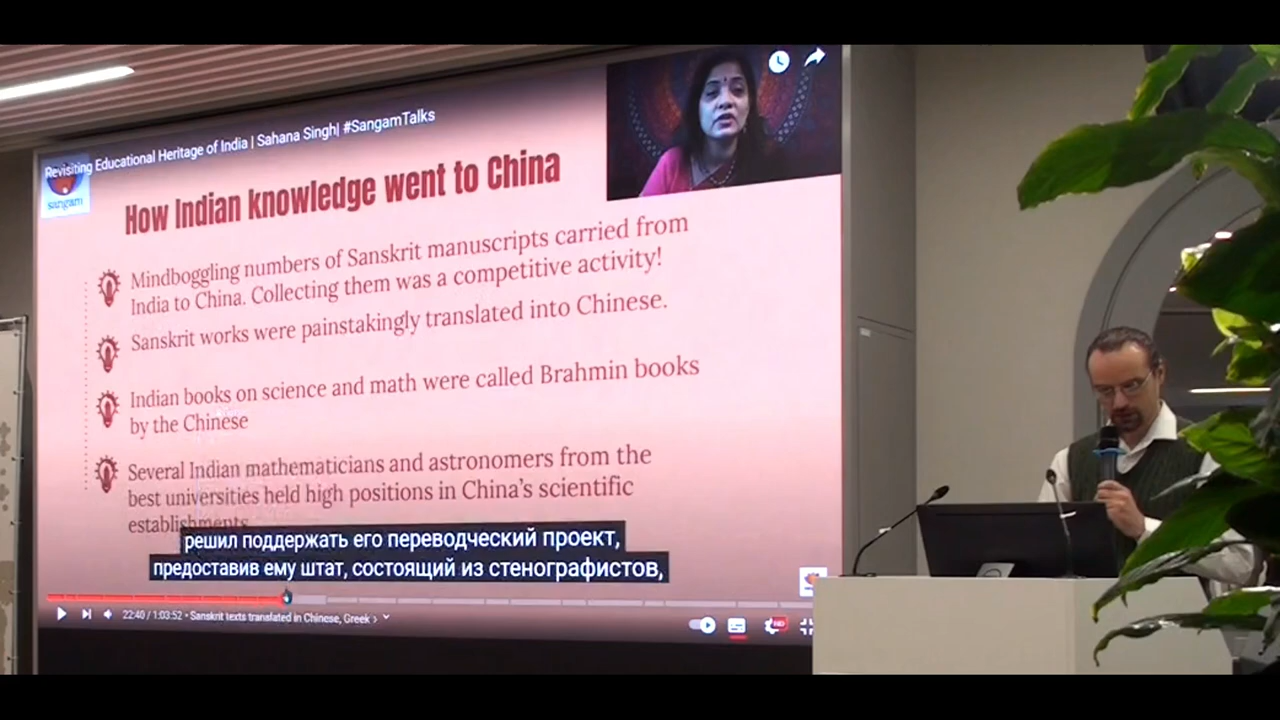 Revisiting Educational Heritage of India | Sahana Singh| #SangamTalks
sangam
How Indian knowledge went to China
Mindboggling numbers of Sanskrit manuscripts carried from
India to China. Collecting them was a competitive activity!
Sanskrit works were painstakingly translated into Chinese.
Indian books on science and math were called Brahmin books
by the Chinese
Several Indian mathematicians and astronomers from the
best universities held high positions in China's scientific
establishments
решил поддержать его переводческий проект,
предоставив ему штат, состоящий из стенографистов,
22:40 / 1:03:52 • Sanskrit texts translated in Chinese, Greek >
HD